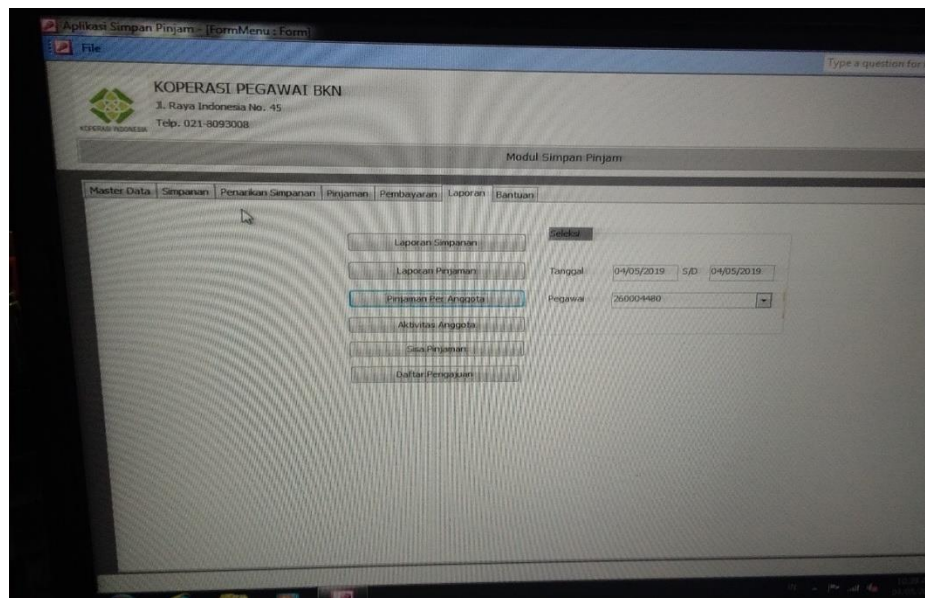 Aplikasi Simpan Pinjam - [FormMenu : Form]
File
Type a question for
KOPERASI PEGAWAI BKN
Jl. Raya Indonesia No. 45
Telp. 021-8093008
KOPERASI INDONESIA
Modul Simpan Pinjam
Master Data Simpanan Penarikan Simpanan Pinjaman Pembayaran Laporan Bantuan
Laporan Simpanan
Laporan Pinjaman
Pinjaman Per Anggota
Aktivitas Anggota
Sisa Pinjaman
Daftar Pengajuan
Seleksi
Tanggal 04/05/2019 S/D 04/05/2019
Pegawai 260004480